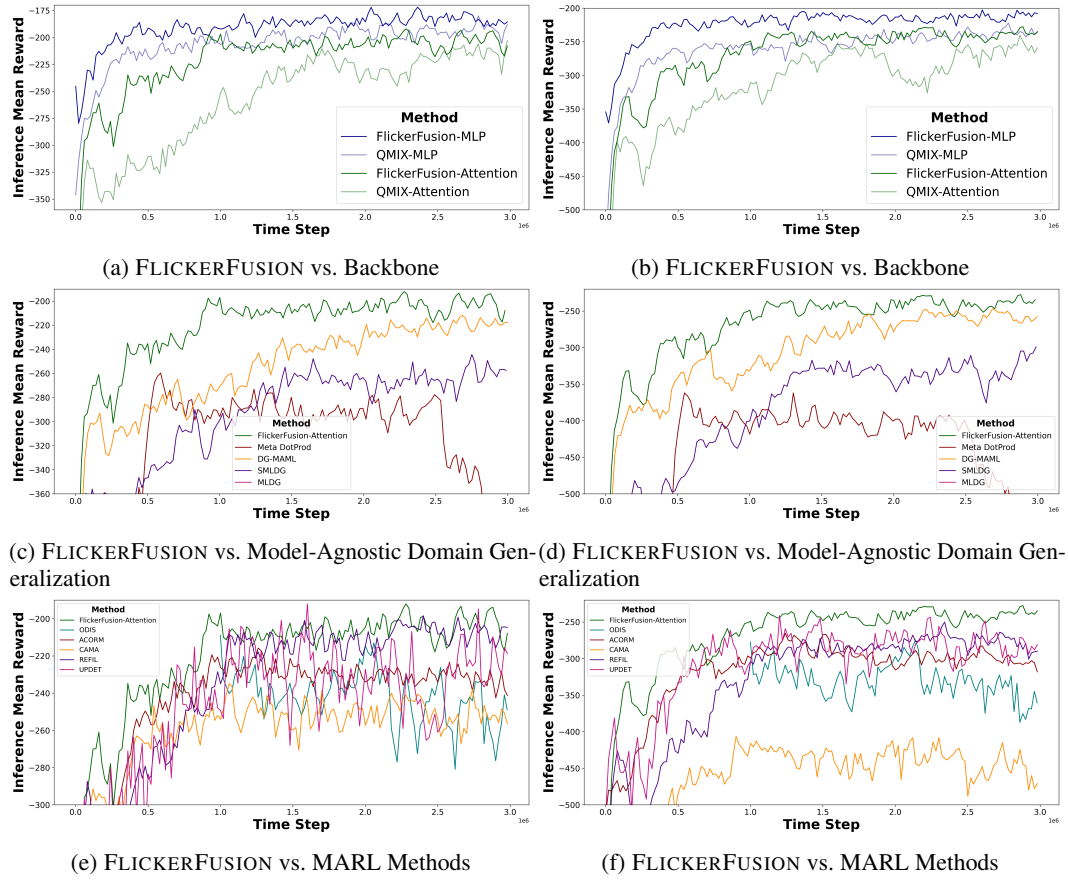 −175
−200
−225
−250
−275
−300
−325
−350
Inference Mean Reward
Method
FlickerFusion-MLP
QMIX-MLP
FlickerFusion-Attention
QMIX-Attention
0.0 0.5 1.0 1.5 2.0 2.5 3.0
1e6
Time Step
(a) FLICKERFUSION vs. Backbone
−200
−250
−300
−350
−400
−450
−500
Inference Mean Reward
Method
FlickerFusion-MLP
QMIX-MLP
FlickerFusion-Attention
QMIX-Attention
0.0 0.5 1.0 1.5 2.0 2.5 3.0
1e6
Time Step
(b) FLICKERFUSION vs. Backbone
−200
−220
−240
−260
−280
−300
−320
−340
−360
Inference Mean Reward
Method
FlickerFusion-Attention
Meta DotProd
DG-MAML
SMLDG
MLDG
0.0 0.5 1.0 1.5 2.0 2.5 3.0
1e6
Time Step
(c) FLICKERFUSION vs. Model-Agnostic Domain Gen-
eralization
−250
−300
−350
−400
−450
−500
Inference Mean Reward
Method
FlickerFusion-Attention
Meta DotProd
DG-MAML
SMLDG
MLDG
0.0 0.5 1.0 1.5 2.0 2.5 3.0
1e6
Time Step
(d) FLICKERFUSION vs. Model-Agnostic Domain Gen-
eralization
−200
−220
−240
−260
−280
−300
Inference Mean Reward
Method
FlickerFusion-Attention
ODIS
ACORM
CAMA
REFIL
UPDET
0.0 0.5 1.0 1.5 2.0 2.5 3.0
1e6
Time Step
(e) FLICKERFUSION vs. MARL Methods
−250
−300
−350
−400
−450
−500
Inference Mean Reward
Method
FlickerFusion-Attention
ODIS
ACORM
CAMA
REFIL
UPDET
0.0 0.5 1.0 1.5 2.0 2.5 3.0
1e6
Time Step
(f) FLICKERFUSION vs. MARL Methods